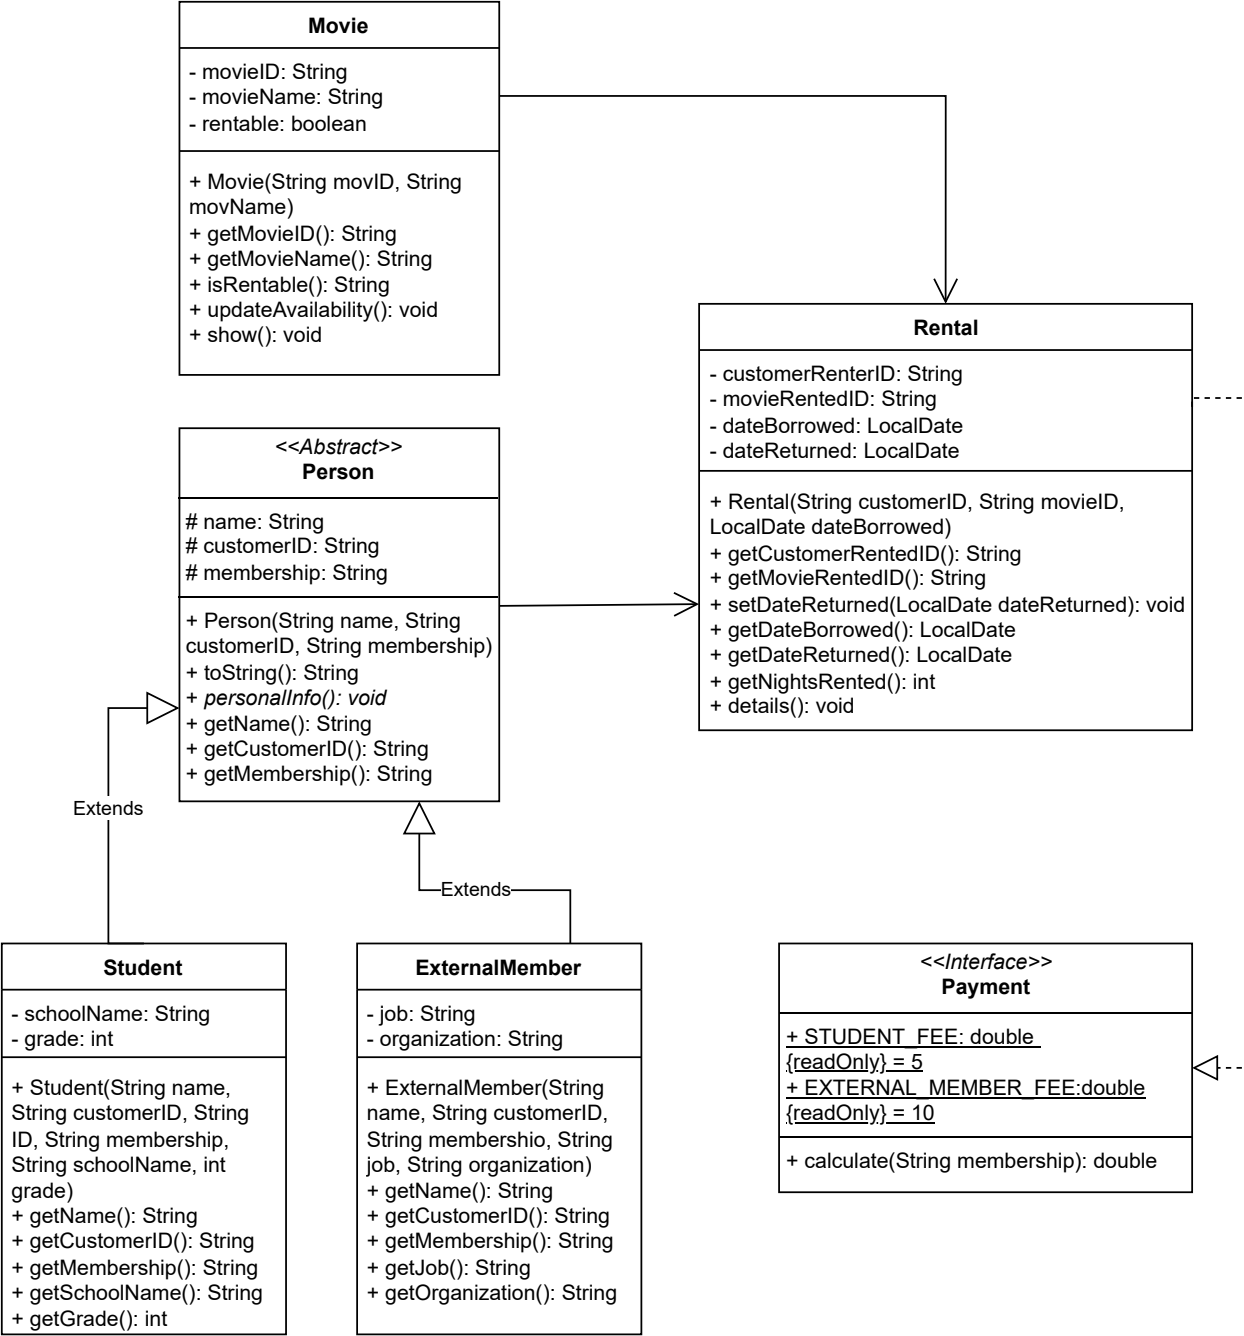 Movie
- movieID: String
- movieName: String
- rentable: boolean
+ Movie(String movID, String
movName)
+ getMovieID(): String
+ getMovieName(): String
+ isRentable(): String
+ updateAvailability(): void
+ show(): void
Rental
- customerRenterID: String
- movieRentedID: String
- dateBorrowed: LocalDate
- dateReturned: LocalDate
+ Rental(String customerID, String movieID,
LocalDate dateBorrowed)
+ getCustomerRentedID(): String
+ getMovieRentedID(): String
+ setDateReturned(LocalDate dateReturned): void
+ getDateBorrowed(): LocalDate
+ getDateReturned(): LocalDate
+ getNightsRented(): int
+ details(): void
<<Abstract>>
Person
# name: String
# customerID: String
# membership: String
+ Person(String name, String
customerID, String membership)
+ toString(): String
+ personalInfo(): void
+ getName(): String
+ getCustomerID(): String
+ getMembership(): String
Extends
Extends
Student
- schoolName: String
- grade: int
+ Student(String name,
String customerID, String
ID, String membership,
String schoolName, int
grade)
+ getName(): String
+ getCustomerID(): String
+ getMembership(): String
+ getSchoolName(): String
+ getGrade(): int
ExternalMember
- job: String
- organization: String
+ ExternalMember(String
name, String customerID,
String membershio, String
job, String organization)
+ getName(): String
+ getCustomerID(): String
+ getMembership(): String
+ getJob(): String
+ getOrganization(): String
<<Interface>>
Payment
+ STUDENT_FEE: double
{readOnly} = 5
+ EXTERNAL_MEMBER_FEE:double
{readOnly} = 10
+ calculate(String membership): double